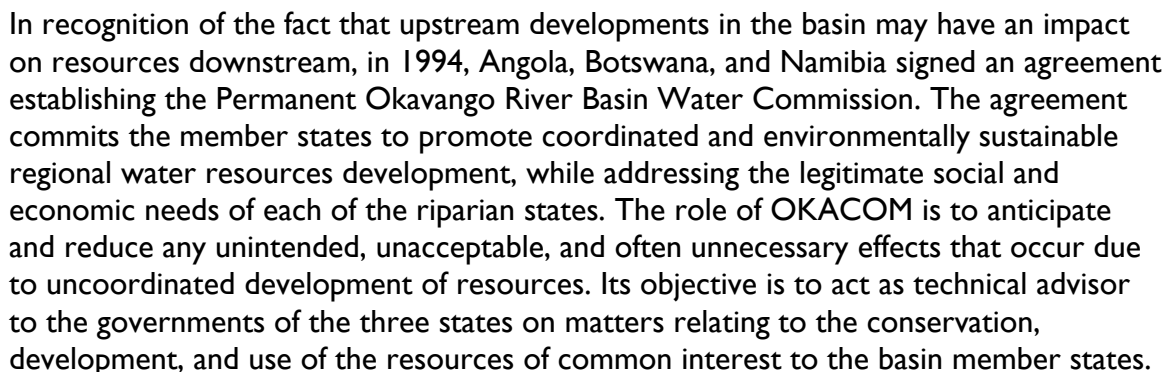 In recognition of the fact that upstream developments in the basin may have an impact
on resources downstream, in 1994, Angola, Botswana, and Namibia signed an agreement
establishing the Permanent Okavango River Basin Water Commission. The agreement
commits the member states to promote coordinated and environmentally sustainable
regional water resources development, while addressing the legitimate social and
economic needs of each of the riparian states. The role of OKACOM is to anticipate
and reduce any unintended, unacceptable, and often unnecessary effects that occur due
to uncoordinated development of resources. Its objective is to act as technical advisor
to the governments of the three states on matters relating to the conservation,
development, and use of the resources of common interest to the basin member states.